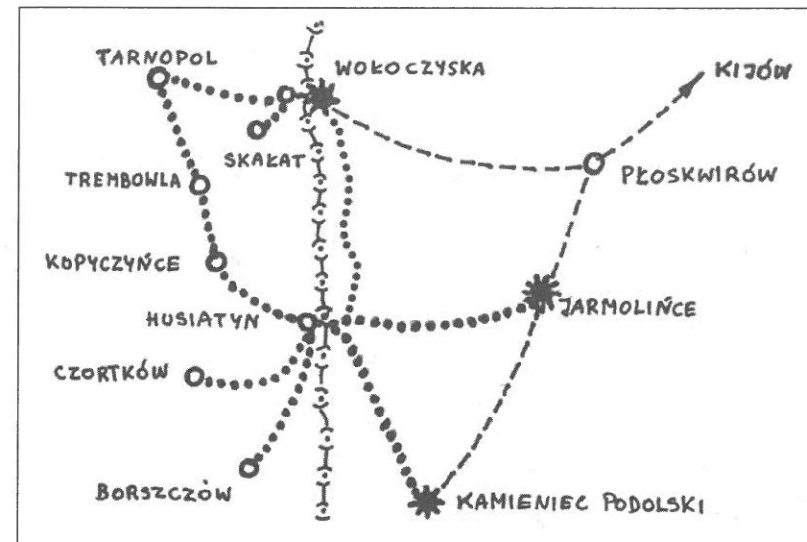 TARNOPOL
WOŁOCZYSKA
KIJÓW
SKAŁAT
PŁOSKWIRÓW
TREMBOWLA
KOPYCZYŃCE
HUSIATYN
JARMOLIŃCE
CZORTKÓW
BORSZCZÓW
KAMIENIEC PODOLSKI